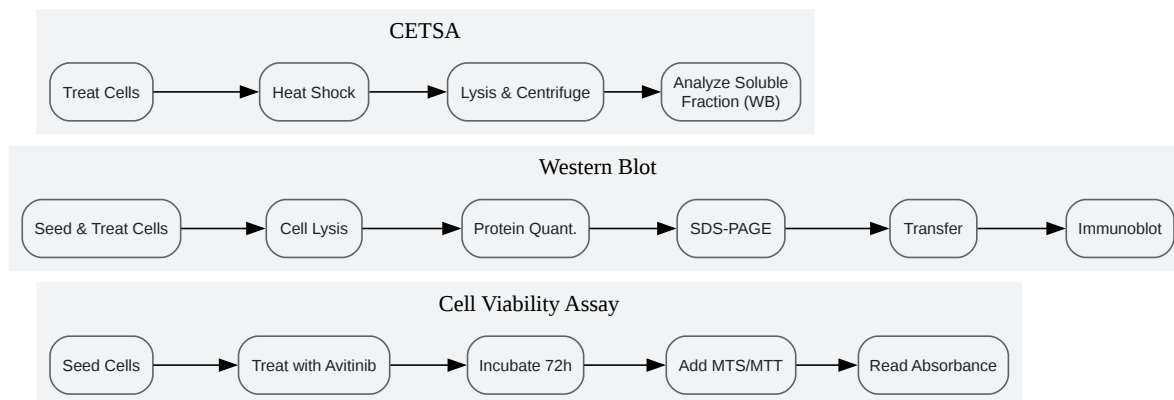 CETSA
Treat Cells
Heat Shock
Lysis & Centrifuge
Analyze Soluble
Fraction (WB)
Western Blot
Seed & Treat Cells
Cell Lysis
Protein Quant.
SDS-PAGE
Transfer
Immunoblot
Cell Viability Assay
Seed Cells
Treat with Avitinib
Incubate 72h
Add MTS/MTT
Read Absorbance